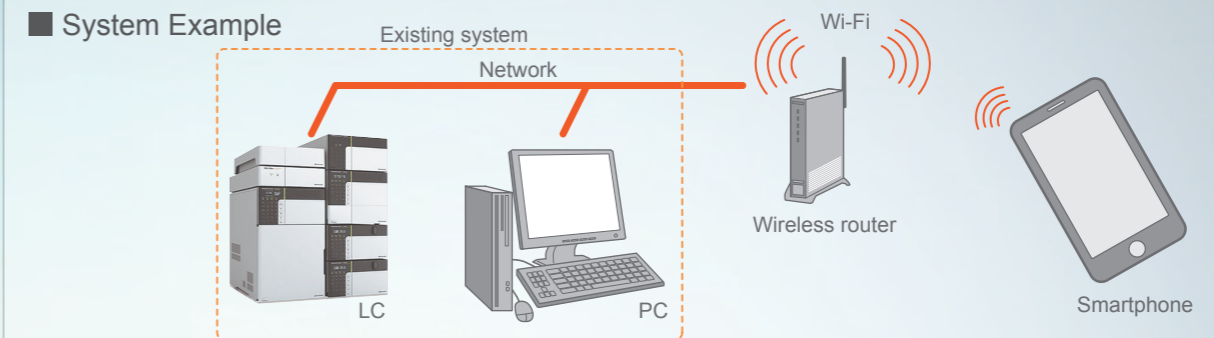 ■ System Example
Existing system
Network
Wi-Fi
Wireless router
LC
PC
Smartphone